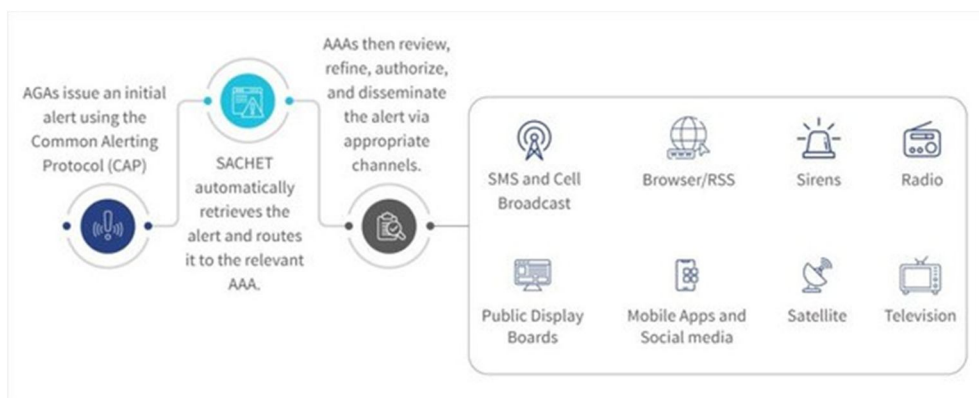 AGAs issue an initial
alert using the
Common Alerting
Protocol (CAP)
SACHET
automatically
retrieves the
alert and routes
it to the relevant
AAA.
AAAs then review,
refine, authorize,
and disseminate
the alert via
appropriate
channels.
SMS and Cell
Broadcast
Browser/RSS
Sirens
Radio
Public Display
Boards
Mobile Apps and
Social media
Satellite
Television